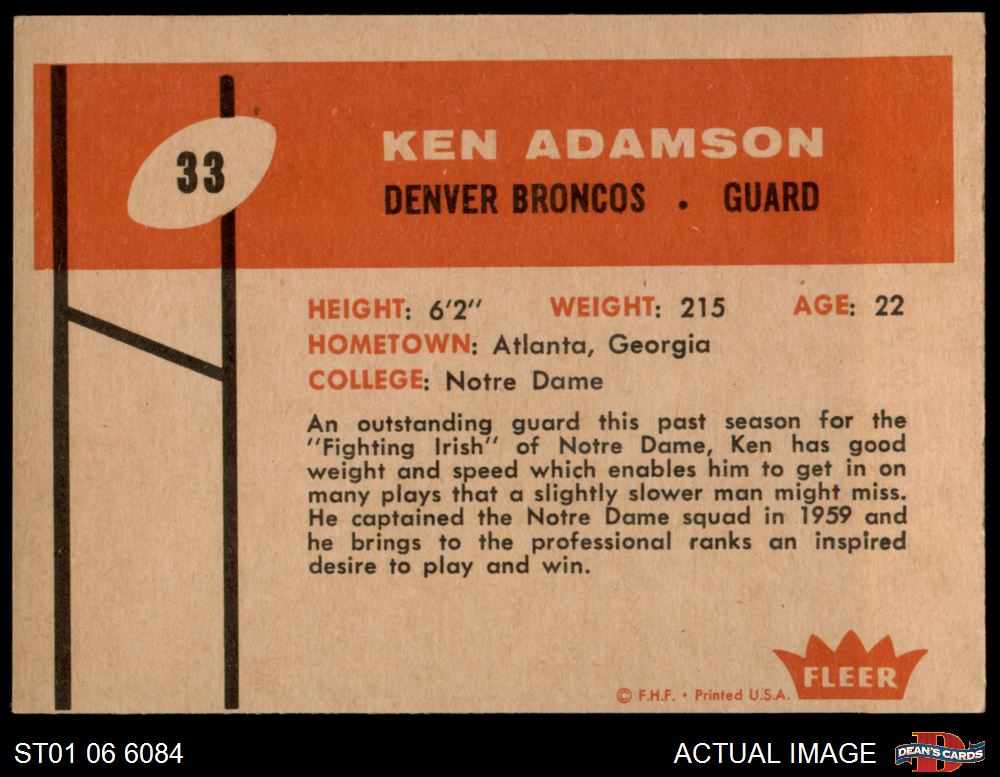 33
KEN ADAMSON
DENVER BRONCOS . GUARD
HEIGHT: 6'2" WEIGHT: 215 AGE: 22
HOMETOWN: Atlanta, Georgia
COLLEGE: Notre Dame
An outstanding guard this past season for the
"Fighting Irish" of Notre Dame, Ken has good
weight and speed which enables him to get in on
many plays that a slightly slower man might miss.
He captained the Notre Dame squad in 1959 and
he brings to the professional ranks an inspired
desire to play and win.
FLEER
© F.H.F. • Printed U.S.A.
ST01 06 6084
ACTUAL IMAGE
D
DEAN'S CARDS